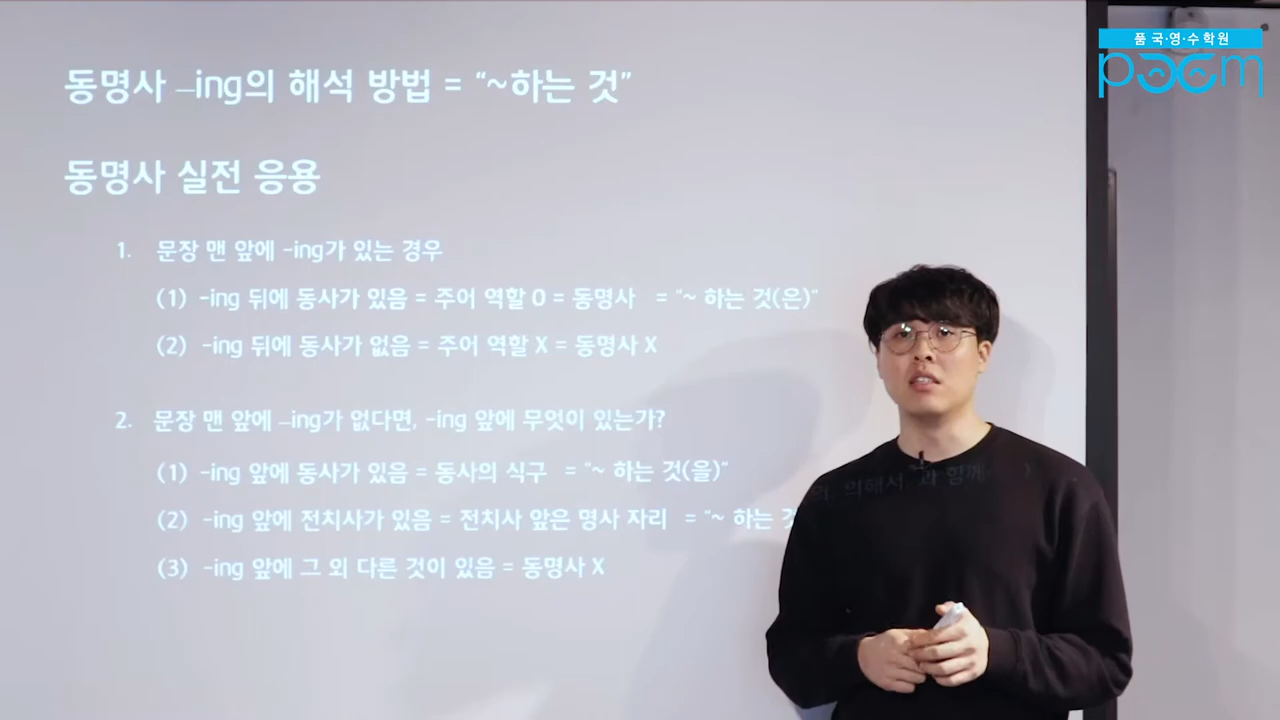 품 국·영·수 학원
poem
동명사 –ing의 해석 방법 = “~하는 것”
동명사 실전 응용
1. 문장 맨 앞에 -ing가 있는 경우
(1) -ing 뒤에 동사가 있음 = 주어 역할 O = 동명사 = “~ 하는 것(은)”
(2) -ing 뒤에 동사가 없음 = 주어 역할 X = 동명사 X
2. 문장 맨 앞에 –ing가 없다면, -ing 앞에 무엇이 있는가?
(1) -ing 앞에 동사가 있음 = 동사의 식구 = “~ 하는 것(을)”
(2) -ing 앞에 전치사가 있음 = 전치사 앞은 명사 자리 = “~ 하는
의해서 과 함께 )
(3) -ing 앞에 그 외 다른 것이 있음 = 동명사 X